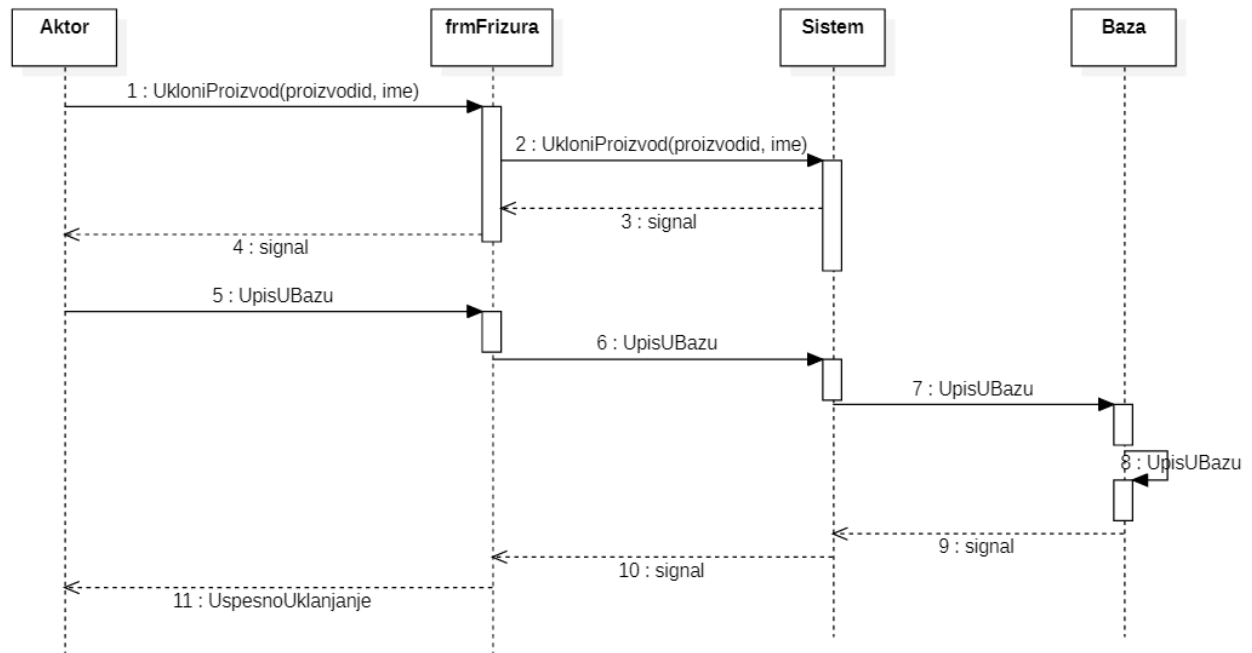 Aktor
frmFrizura
Sistem
Baza
1 : UkloniProizvod(proizvodid, ime)
2 : UkloniProizvod(proizvodid, ime)
3 : signal
4 : signal
5 : UpisUBazu
6 : UpisUBazu
7 : UpisUBazu
8 : UpisUBazu
9 : signal
10 : signal
11 : UspesnoUklanjanje